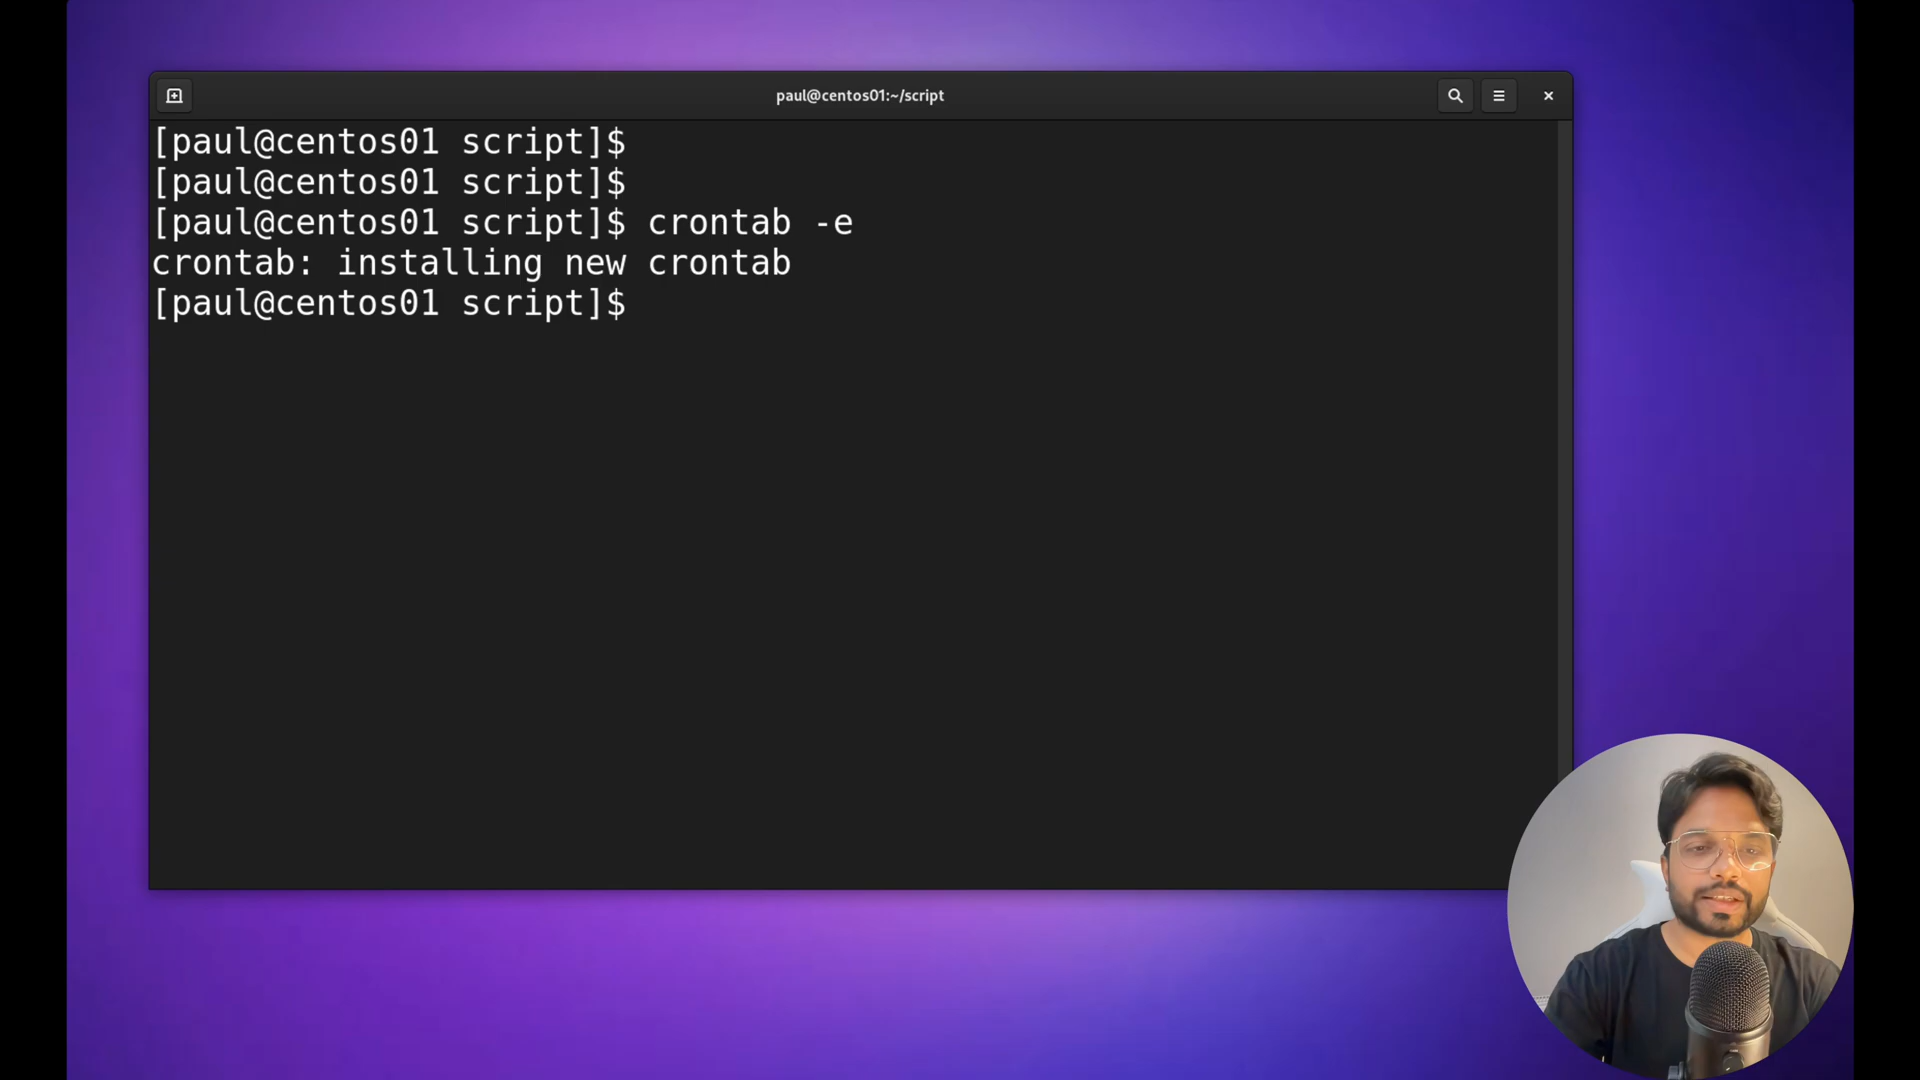 paul@centos01:~/script
[paul@centos01 script]$
[paul@centos01 script]$
[paul@centos01 script]$ crontab -e
crontab: installing new crontab
[paul@centos01 script]$